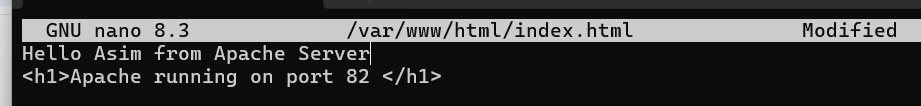 GNU nano 8.3 /var/www/html/index.html Modified
Hello Asim from Apache Server
<h1>Apache running on port 82 </h1>